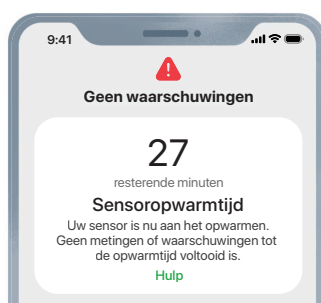 9:41
Geen waarschuwingen
27
resterende minuten
Sensoropwarmtijd
Uw sensor is nu aan het opwarmen.
Geen metingen of waarschuwingen tot
de opwarmtijd voltooid is.
Hulp